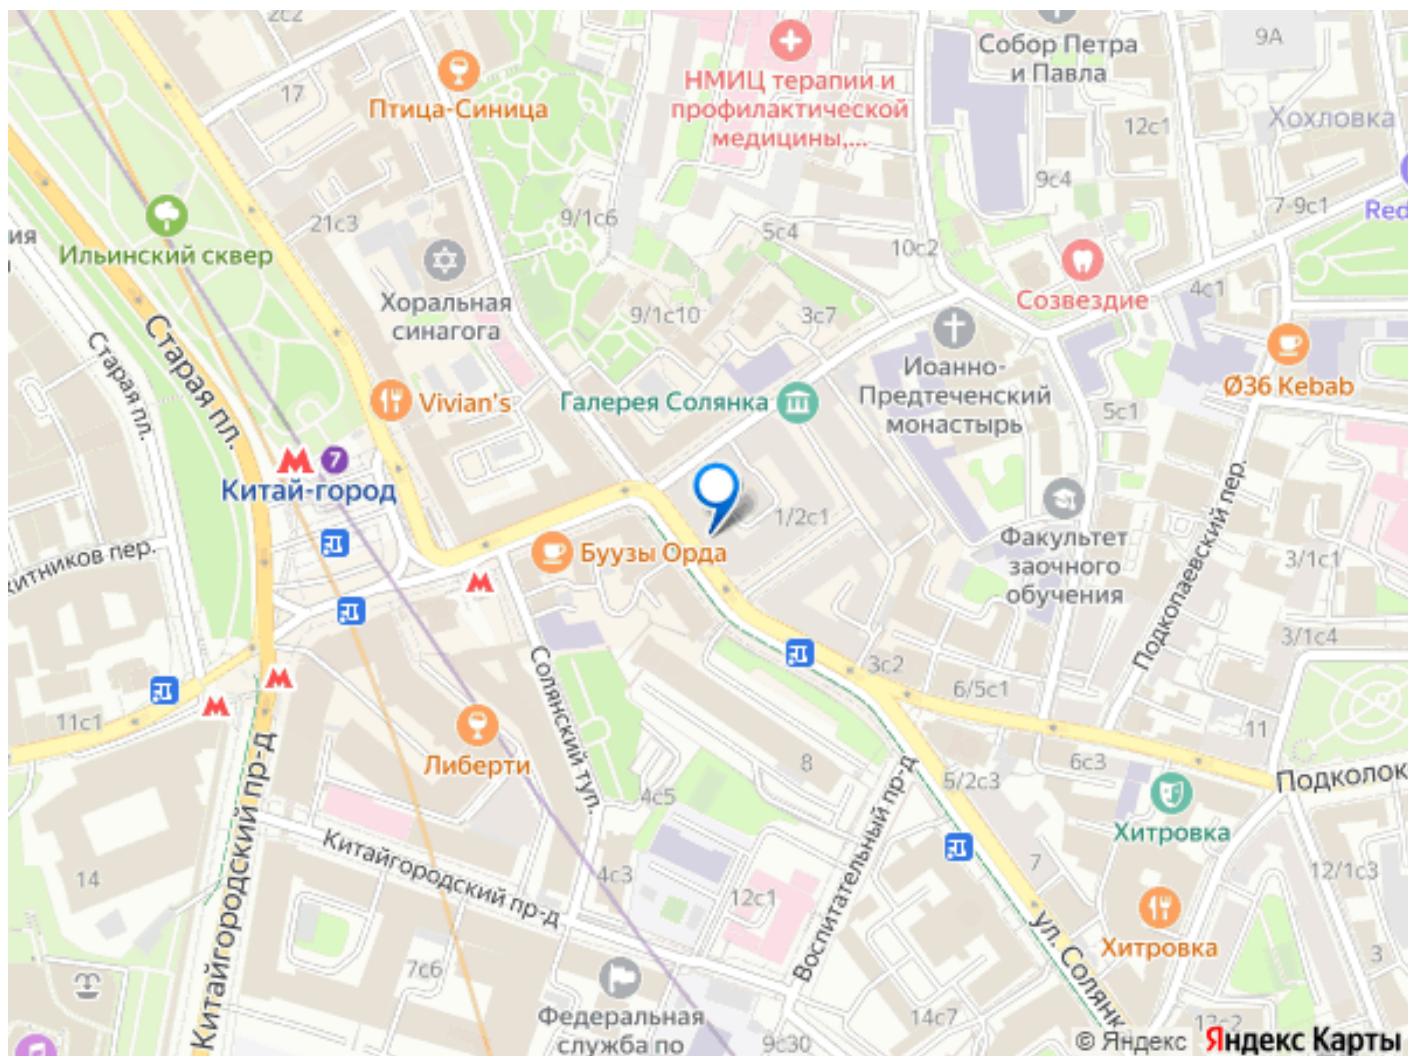 2с2
17
Птица-Синица
НМИЦ терапии и
профилактической
медицины,...
Собор Петра
и Павла
9А
Хохловка
12с1
9с4
7-9с1
Red
21с3
9/1с6
5с4
10с2
ия
Ильинский сквер
Хоральная
синагога
9/1с10
3с7
Созвездие
4с1
Старая пл.
Старая пл.
Vivian's
Галерея Солянка
Иоанно-
Предтеченский
монастырь
Ø36 Kebab
5с1
7
Китай-город
1/2с1
Буузы Орда
Факультет
заочного
обучения
Подкопаевский пер.
3/1с1
3/1с4
китников пер.
Солянский туп.
3с2
6/5с1
11
11с1
Либерти
8
6с3
5/2с3
Подколок
Хитровка
Китайгородский пр-д
4с5
Китайгородский пр-д
4с3
12с1
Воспитательный пр-д
7
12/1с3
14
Хитровка
ул. Солянк
3
7с6
Федеральная
служба по
9с30
14с7
13с2
© Яндекс Яндекс Карты